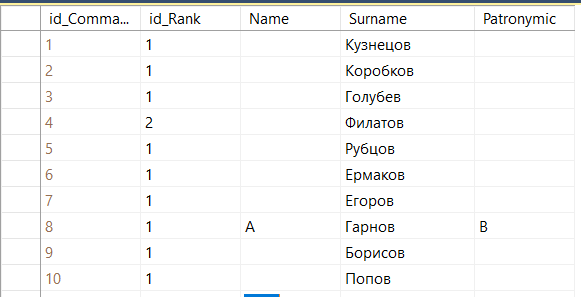 id_Comma... id_Rank Name Surname Patronymic
1 1 Кузнецов
2 1 Коробков
3 1 Голубев
4 2 Филатов
5 1 Рубцов
6 1 Ермаков
7 1 Егоров
8 1 А Гарнов В
9 1 Борисов
10 1 Попов